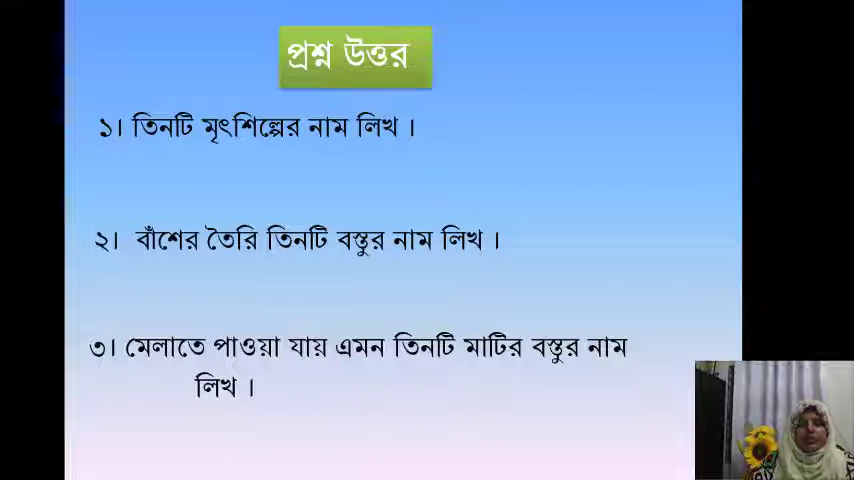 প্রশ্ন উত্তর
১। তিনটি মৃৎশিল্পের নাম লিখ ।
২। বাঁশের তৈরি তিনটি বস্তুর নাম লিখ ।
৩। মেলাতে পাওয়া যায় এমন তিনটি মাটির বস্তুর নাম
লিখ ।